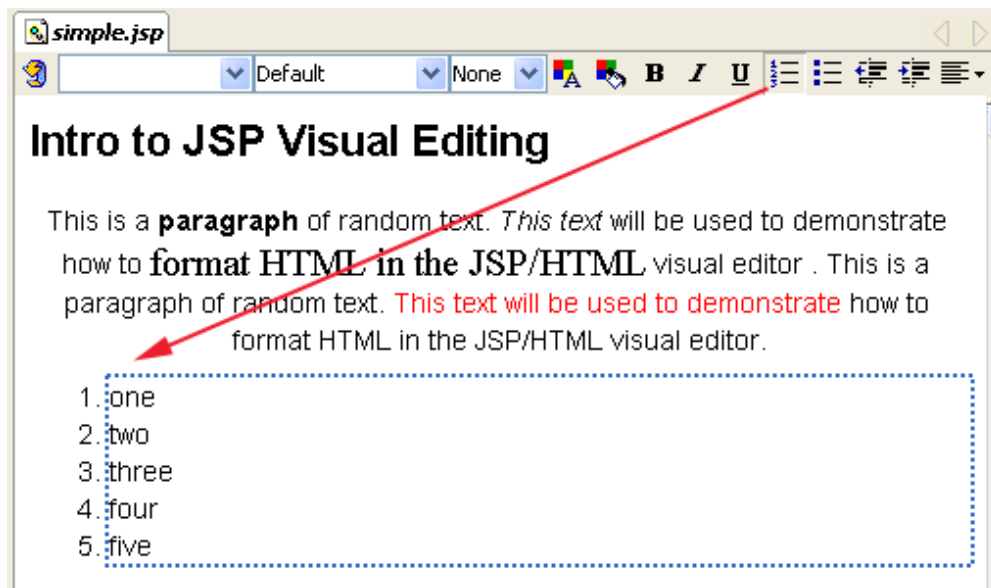 simple.jsp
Default None A B I U
Intro to JSP Visual Editing
This is a paragraph of random text. This text will be used to demonstrate
how to format HTML in the JSP/HTML visual editor . This is a
paragraph of random text. This text will be used to demonstrate how to
format HTML in the JSP/HTML visual editor.
1. one
2. two
3. three
4. four
5. five